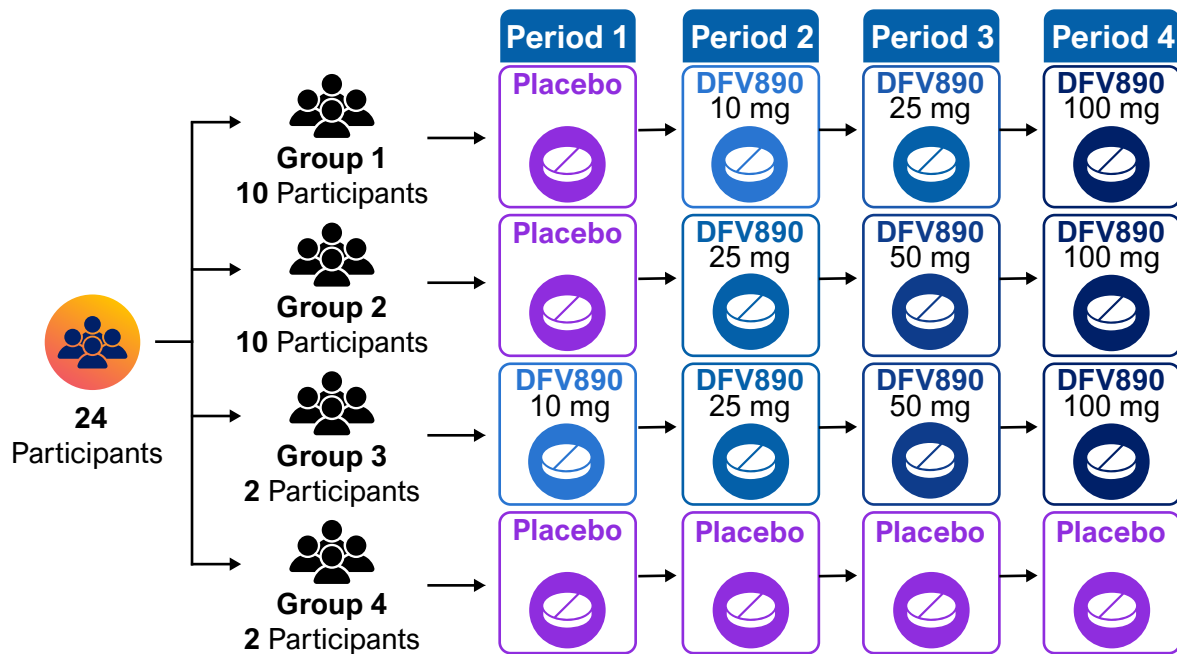 Period 1
Period 2
Period 3
Period 4
Group 1
10 Participants
Placebo
DFV890
10 mg
DFV890
25 mg
DFV890
100 mg
Group 2
10 Participants
Placebo
DFV890
25 mg
DFV890
50 mg
DFV890
100 mg
24
Participants
Group 3
2 Participants
DFV890
10 mg
DFV890
25 mg
DFV890
50 mg
DFV890
100 mg
Group 4
2 Participants
Placebo
Placebo
Placebo
Placebo